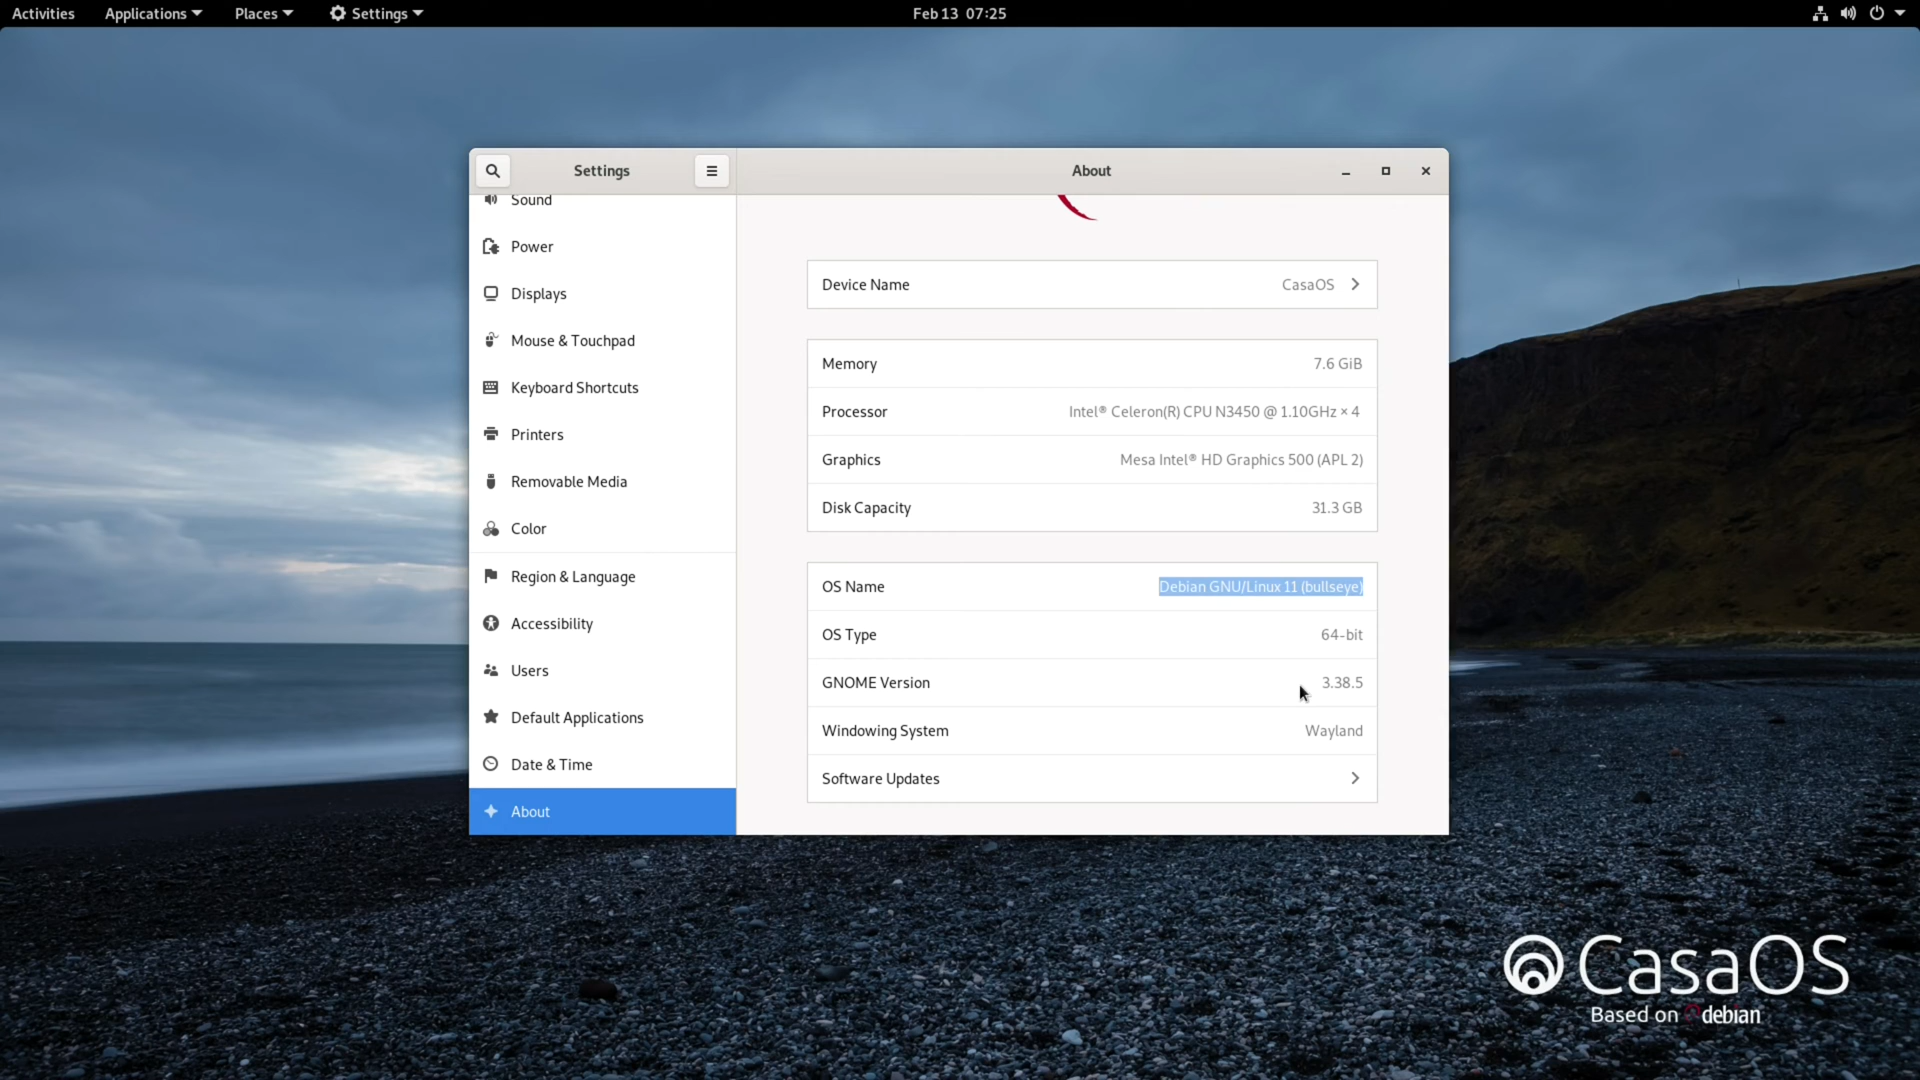 Activities Applications Places Settings Feb 13 07:25
Settings About
Sound
Power
Displays
Mouse & Touchpad
Keyboard Shortcuts
Printers
Removable Media
Color
Region & Language
Accessibility
Users
Default Applications
Date & Time
About
Device Name CasaOS
Memory 7.6 GiB
Processor Intel® Celeron(R) CPU N3450 @ 1.10GHz × 4
Graphics Mesa Intel® HD Graphics 500 (APL 2)
Disk Capacity 31.3 GB
OS Name Debian GNU/Linux 11 (bullseye)
OS Type 64-bit
GNOME Version 3.38.5
Windowing System Wayland
Software Updates
CasaOS
Based on debian